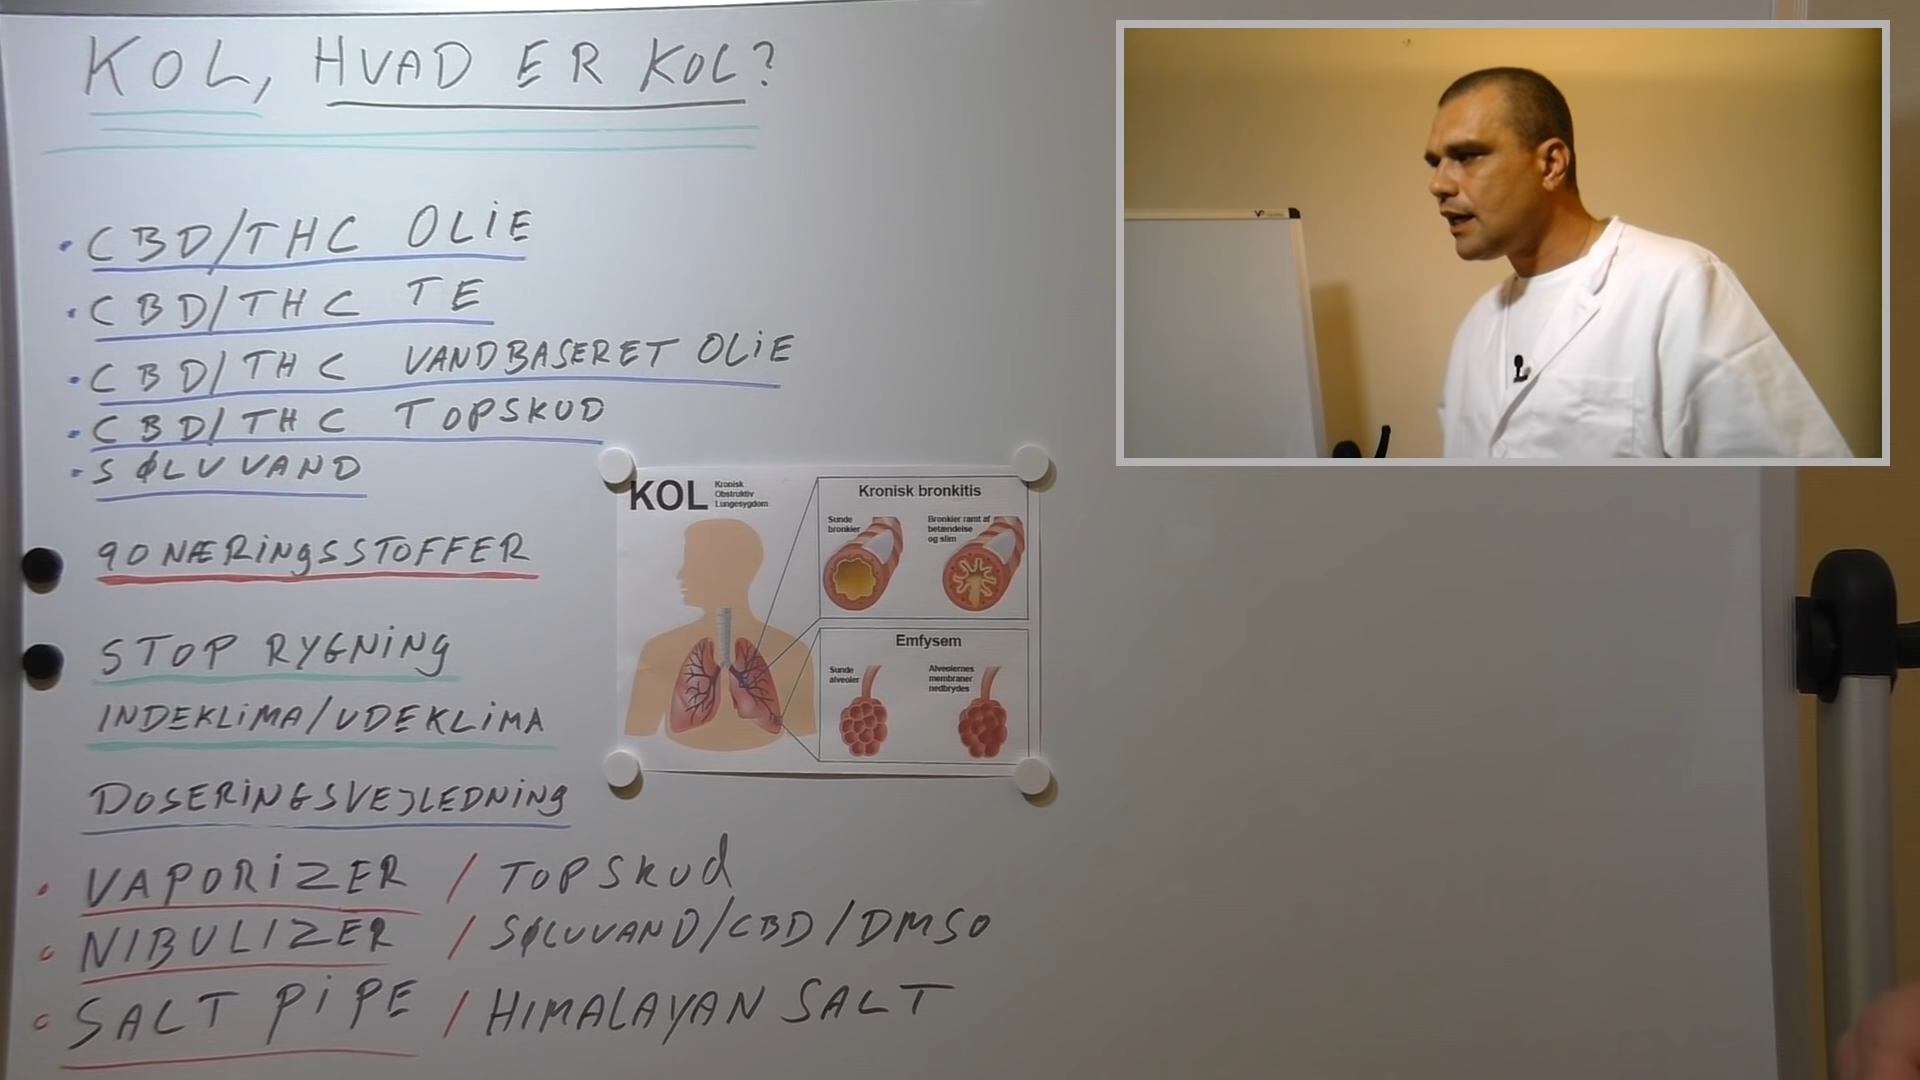 KOL, HVAD ER KOL?
• CBD/THC OLIE
• CBD/THC TE
• CBD/THC VANDBASERET OLIE
• CBD/THC TOPSKUD
• SØLVVAND
90 NÆRINGSSTOFFER
STOP RYGNING
INDEKLIMA/UDEKLIMA
DOSERINGSVEJLEDNING
• VAPORIZER / TOPSKUD
• NIBULIZER / SØLVVAND/CBD/DMSO
• SALT PIPE / HIMALAYAN SALT
KOL
Kronisk
Obstruktiv
Lungesygdom
Kronisk bronkitis
Sunde
bronkier
Bronkier ramt af
betændelse
og slim
Emfysem
Sunde
alveoler
Alveolernes
membraner
nedbrydes